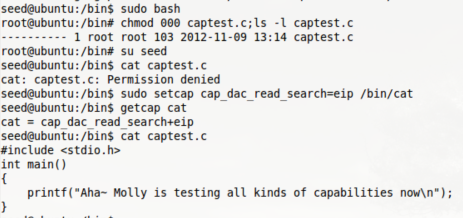 seed@ubuntu:/bin$ sudo bash
root@ubuntu:/bin# chmod 000 captest.c;ls -l captest.c
---------- 1 root root 103 2012-11-09 13:14 captest.c
root@ubuntu:/bin# su seed
seed@ubuntu:/bin$ cat captest.c
cat: captest.c: Permission denied
seed@ubuntu:/bin$ sudo setcap cap_dac_read_search=eip /bin/cat
seed@ubuntu:/bin$ getcap cat
cat = cap_dac_read_search+eip
seed@ubuntu:/bin$ cat captest.c
#include <stdio.h>
int main()
{
    printf("Aha~ Molly is testing all kinds of capabilities now\n");
}